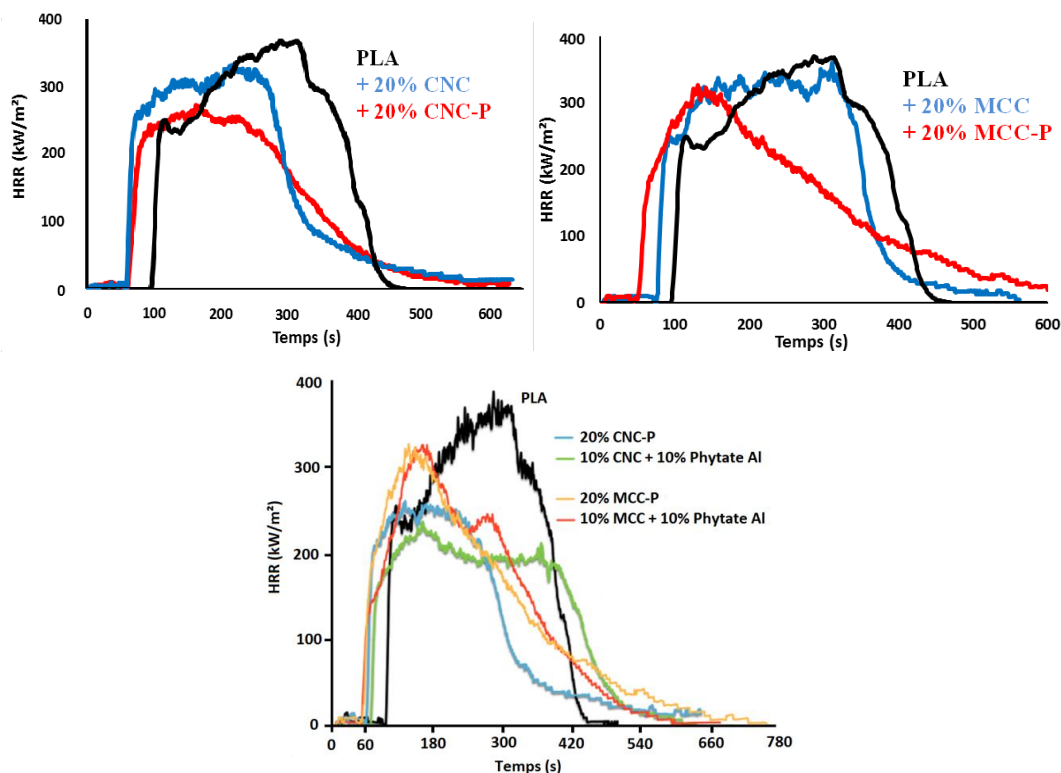 HRR (kW/m²)
400
300
200
100
0
PLA
+ 20% CNC
+ 20% CNC-P
0 100 200 300 400 500 600
Temps (s)
HRR (kW/m²)
400
300
200
100
0
PLA
+ 20% MCC
+ 20% MCC-P
0 100 200 300 400 500 600
Temps (s)
HRR (kW/m²)
400
300
200
100
0
PLA
20% CNC-P
10% CNC + 10% Phytate Al
20% MCC-P
10% MCC + 10% Phytate Al
0 60 180 300 420 540 660 780
Temps (s)